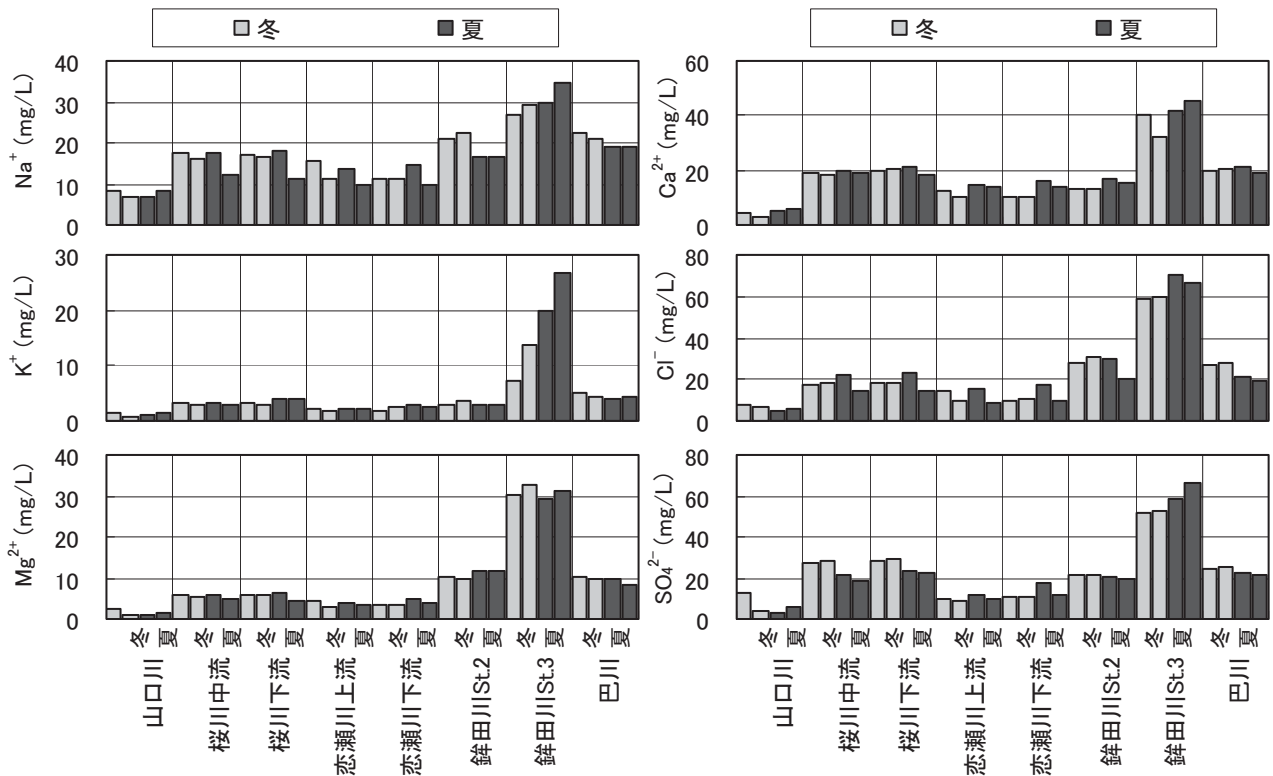 冬 夏
冬 夏
Na⁺ (mg/L)
40
30
20
10
0
Ca²⁺ (mg/L)
60
40
20
0
K⁺ (mg/L)
30
20
10
0
Cl⁻ (mg/L)
80
60
40
20
0
Mg²⁺ (mg/L)
40
30
20
10
0
SO₄²⁻ (mg/L)
80
60
40
20
0
冬 夏 冬 夏 冬 夏 冬 夏 冬 夏 冬 夏 冬 夏 冬 夏
山口川
桜川中流
桜川下流
恋瀬川上流
恋瀬川下流
鉾田川St.2
鉾田川St.3
巴川
冬 夏 冬 夏 冬 夏 冬 夏 冬 夏 冬 夏 冬 夏 冬 夏
山口川
桜川中流
桜川下流
恋瀬川上流
恋瀬川下流
鉾田川St.2
鉾田川St.3
巴川